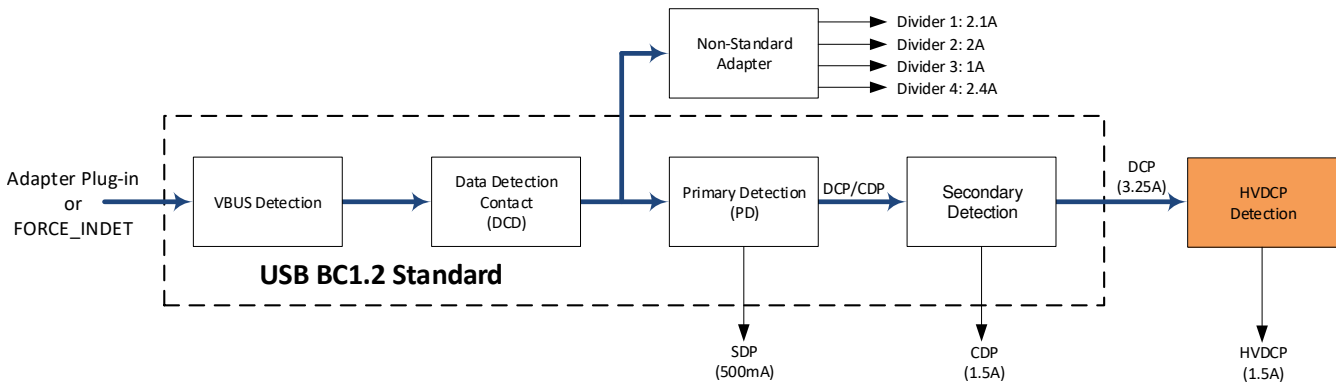 Non-Standard
Adapter
Divider 1: 2.1A
Divider 2: 2A
Divider 3: 1A
Divider 4: 2.4A
Adapter Plug-in
or
FORCE_INDET
VBUS Detection
Data Detection
Contact
(DCD)
Primary Detection
(PD)
DCP/CDP
Secondary
Detection
DCP
(3.25A)
HVDCP
Detection
USB BC1.2 Standard
SDP
(500mA)
CDP
(1.5A)
HVDCP
(1.5A)